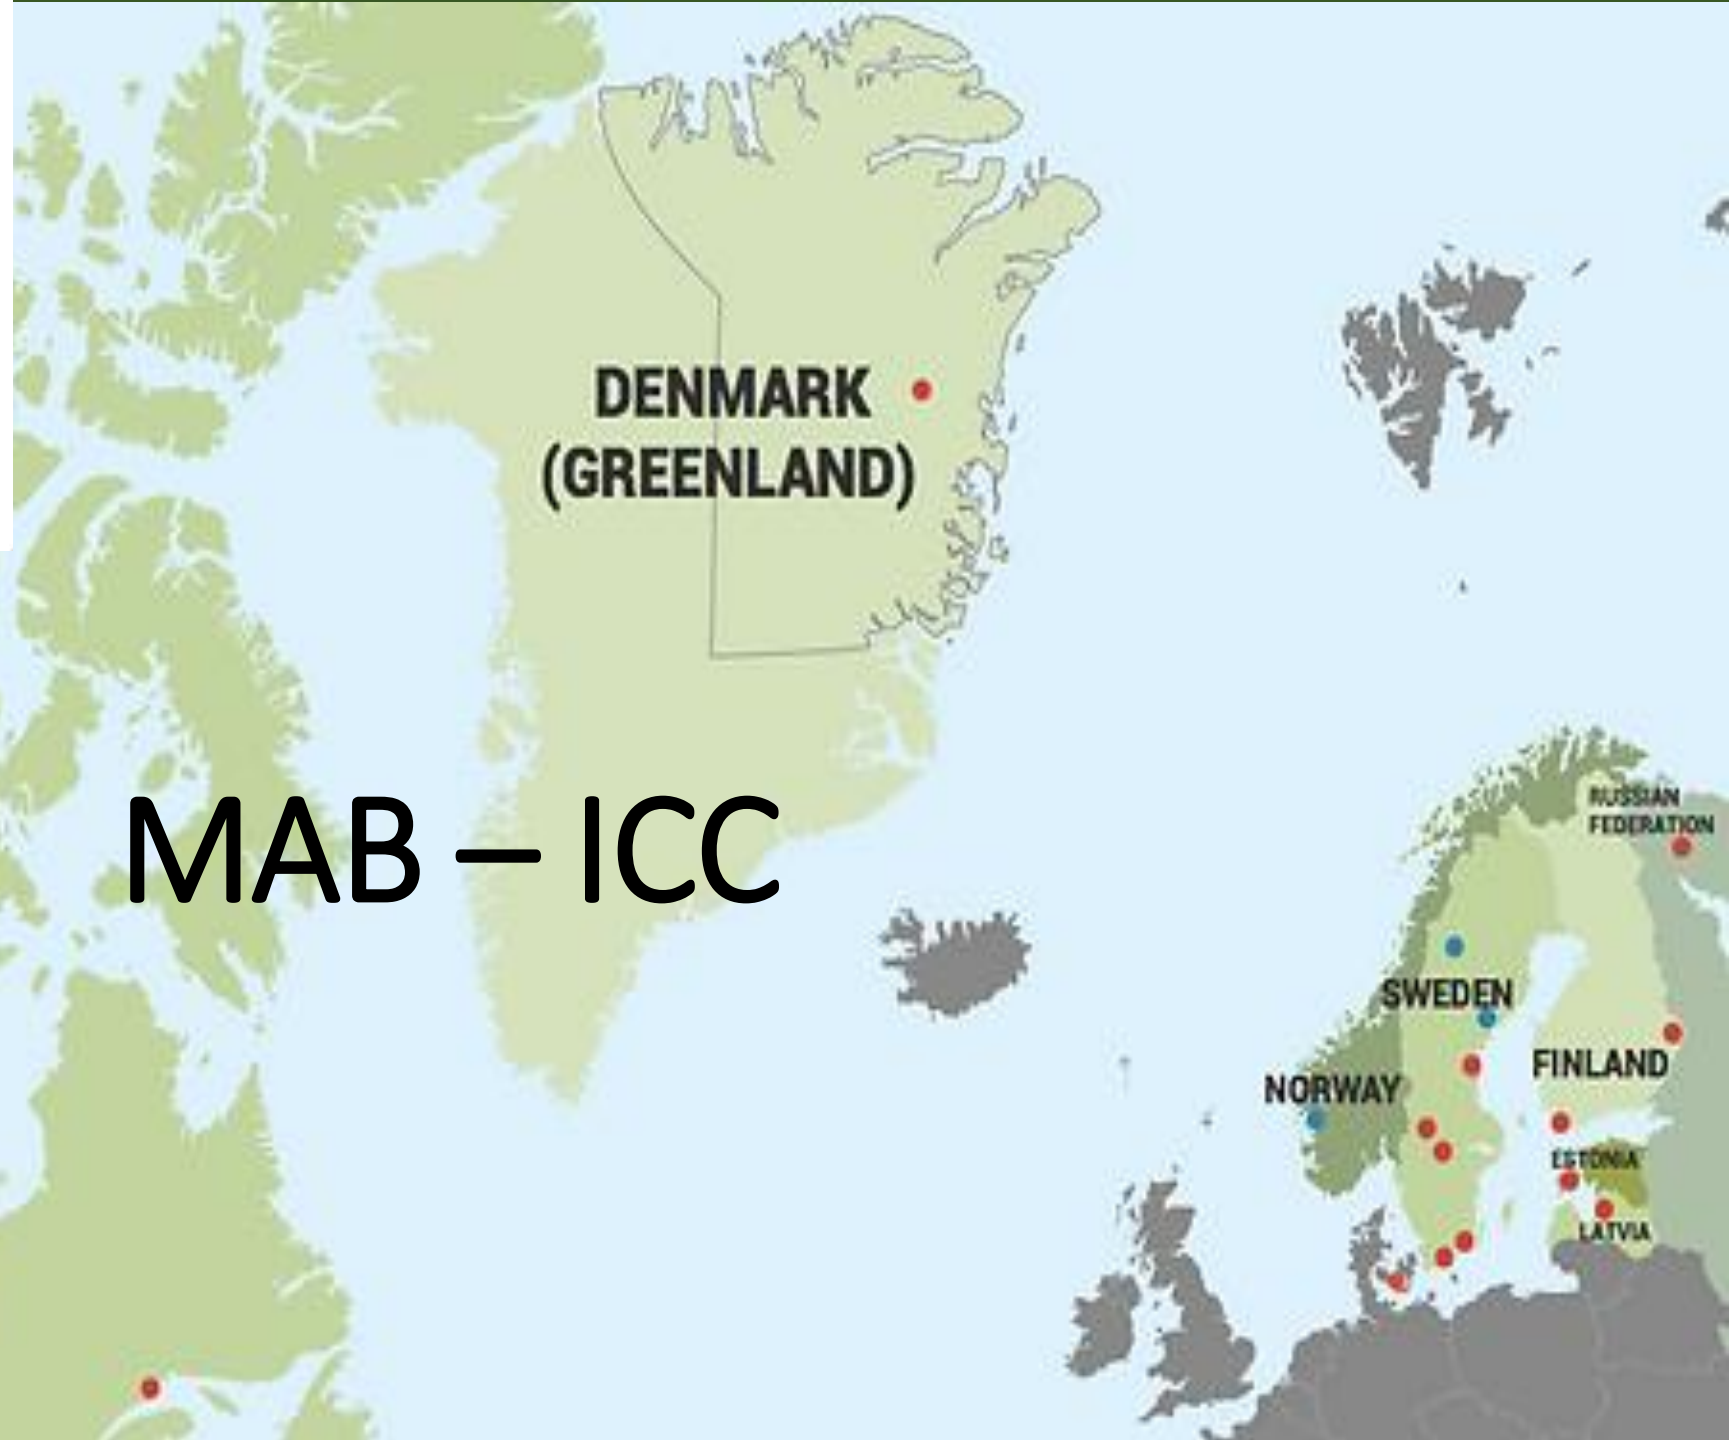 DENMARK
(GREENLAND)
MAB – ICC
RUSSIAN
FEDERATION
SWEDEN
FINLAND
NORWAY
ESTONIA
LATVIA